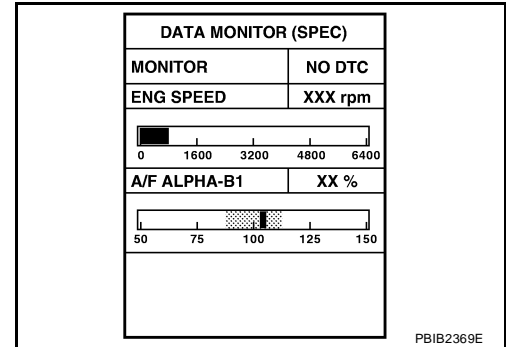 DATA MONITOR (SPEC)
MONITOR NO DTC
ENG SPEED XXX rpm
0 1600 3200 4800 6400
A/F ALPHA-B1 XX %
50 75 100 125 150
PBIB2369E